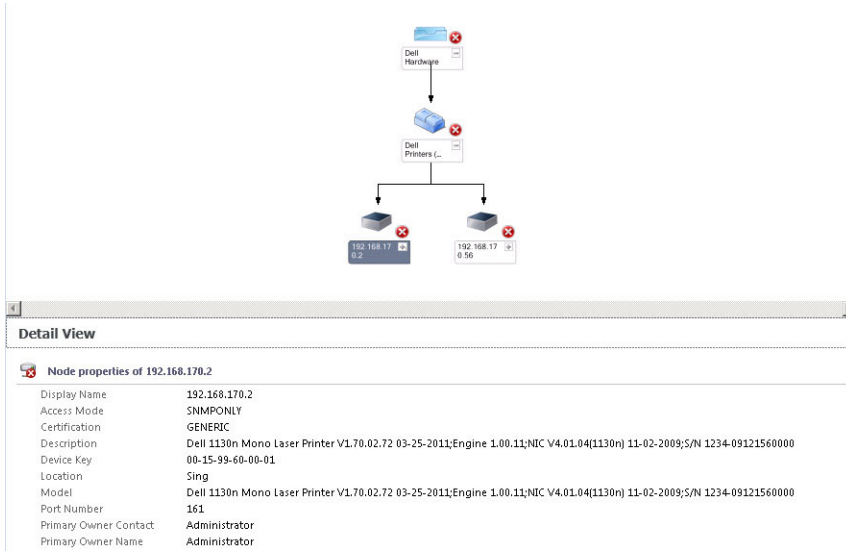 Dell
Hardware
Dell
Printers (...
192.168.17
0.2
192.168.17
0.56
Detail View
Node properties of 192.168.170.2
Display Name 192.168.170.2
Access Mode SNMPONLY
Certification GENERIC
Description Dell 1130n Mono Laser Printer V1.70.02.72 03-25-2011;Engine 1.00.11;NIC V4.01.04(1130n) 11-02-2009;S/N 1234-09121560000
Device Key 00-15-99-60-00-01
Location Sing
Model Dell 1130n Mono Laser Printer V1.70.02.72 03-25-2011;Engine 1.00.11;NIC V4.01.04(1130n) 11-02-2009;S/N 1234-09121560000
Port Number 161
Primary Owner Contact Administrator
Primary Owner Name Administrator